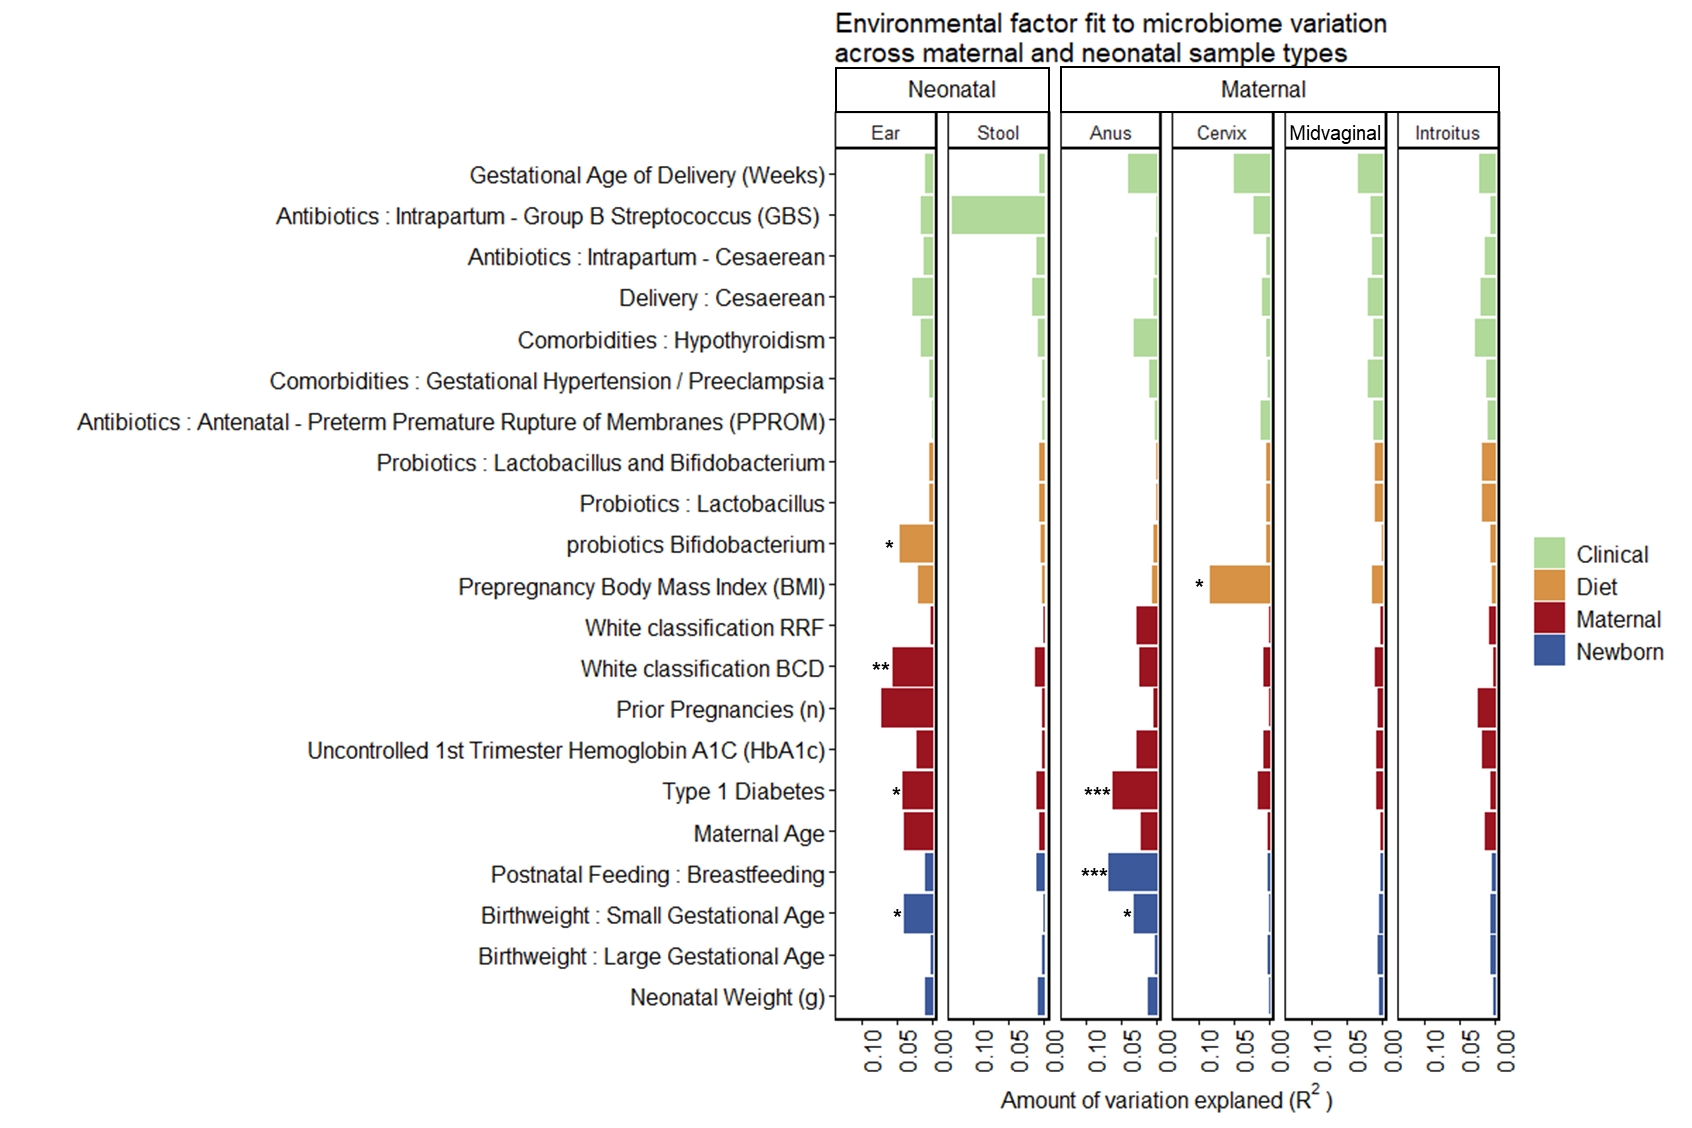 Environmental factor fit to microbiome variation
across maternal and neonatal sample types
Neonatal Maternal
Ear Stool Anus Cervix Midvaginal Introitus
Gestational Age of Delivery (Weeks)
Antibiotics : Intrapartum - Group B Streptococcus (GBS)
Antibiotics : Intrapartum - Cesaerean
Delivery : Cesaerean
Comorbidities : Hypothyroidism
Comorbidities : Gestational Hypertension / Preeclampsia
Antibiotics : Antenatal - Preterm Premature Rupture of Membranes (PPROM)
Probiotics : Lactobacillus and Bifidobacterium
Probiotics : Lactobacillus
probiotics Bifidobacterium *
Prepregnancy Body Mass Index (BMI) *
White classification RRF
White classification BCD **
Prior Pregnancies (n)
Uncontrolled 1st Trimester Hemoglobin A1C (HbA1c)
Type 1 Diabetes * ***
Maternal Age
Postnatal Feeding : Breastfeeding ***
Birthweight : Small Gestational Age * *
Birthweight : Large Gestational Age
Neonatal Weight (g)
Clinical
Diet
Maternal
Newborn
0.10 0.05 0.00 0.10 0.05 0.00 0.10 0.05 0.00 0.10 0.05 0.00 0.10 0.05 0.00 0.10 0.05 0.00
Amount of variation explaned (R2 )